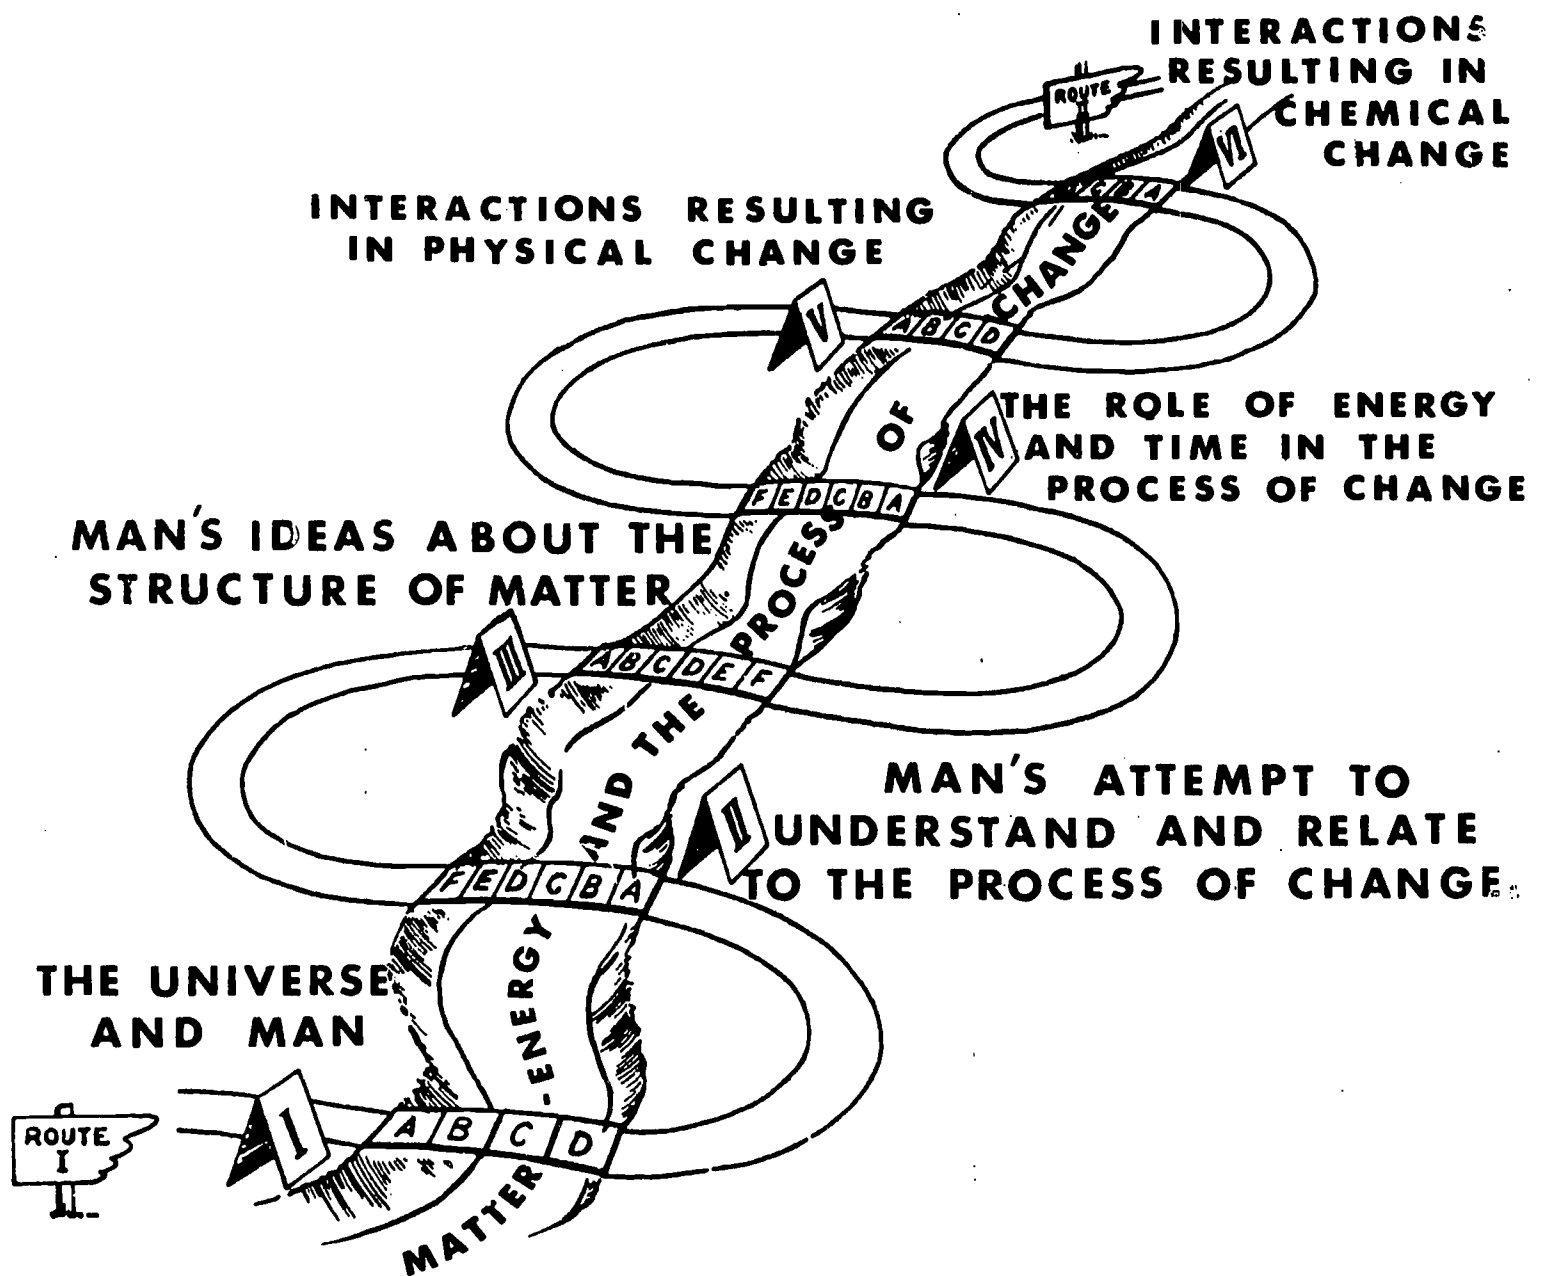 INTERACTIONS
RESULTING IN
CHEMICAL
CHANGE
ROUTE
II
VI
D C B A
INTERACTIONS RESULTING
IN PHYSICAL CHANGE
V
A B C D
THE ROLE OF ENERGY
AND TIME IN THE
PROCESS OF CHANGE
IV
F E D C B A
MAN'S IDEAS ABOUT THE
STRUCTURE OF MATTER
III
A B C D E F
MAN'S ATTEMPT TO
UNDERSTAND AND RELATE
TO THE PROCESS OF CHANGE
II
F E D C B A
THE UNIVERSE
AND MAN
I
A B C D
ROUTE
I
MATTER-ENERGY AND THE PROCESS OF CHANGE